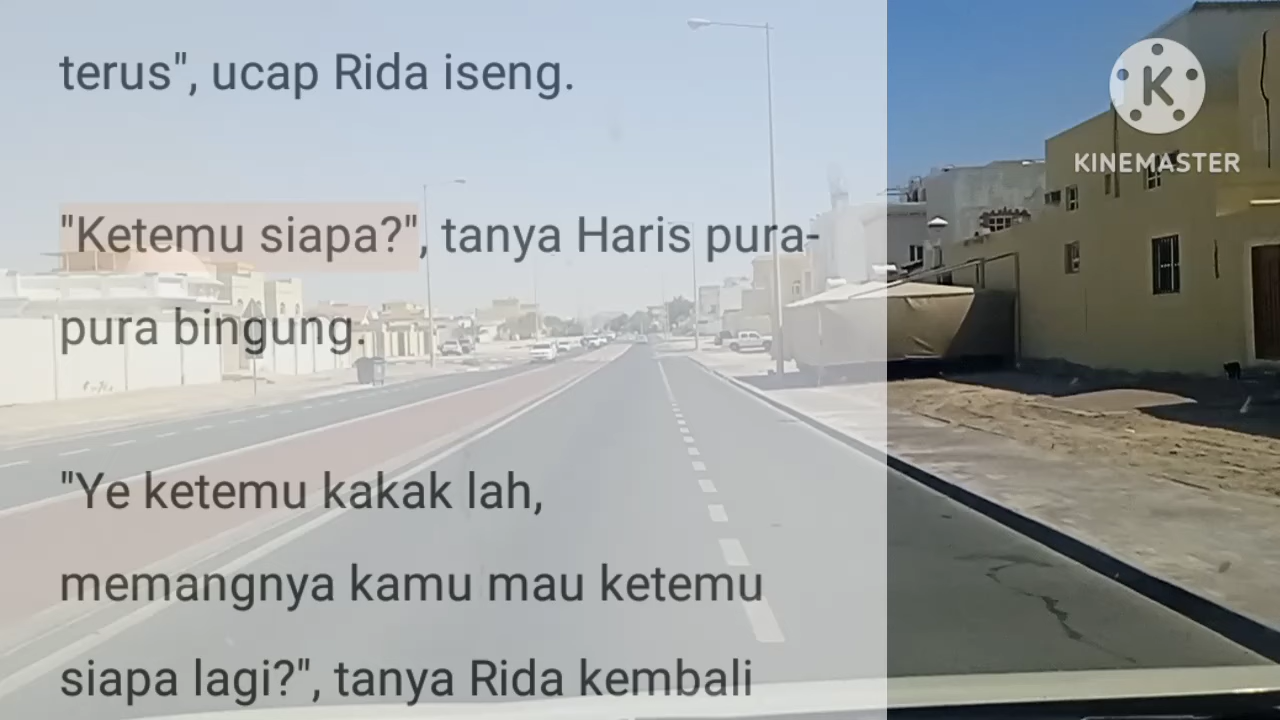 terus", ucap Rida iseng.
"Ketemu siapa?", tanya Haris pura-
pura bingung.
"Ye ketemu kakak lah,
memangnya kamu mau ketemu
siapa lagi?", tanya Rida kembali
K
KINEMASTER